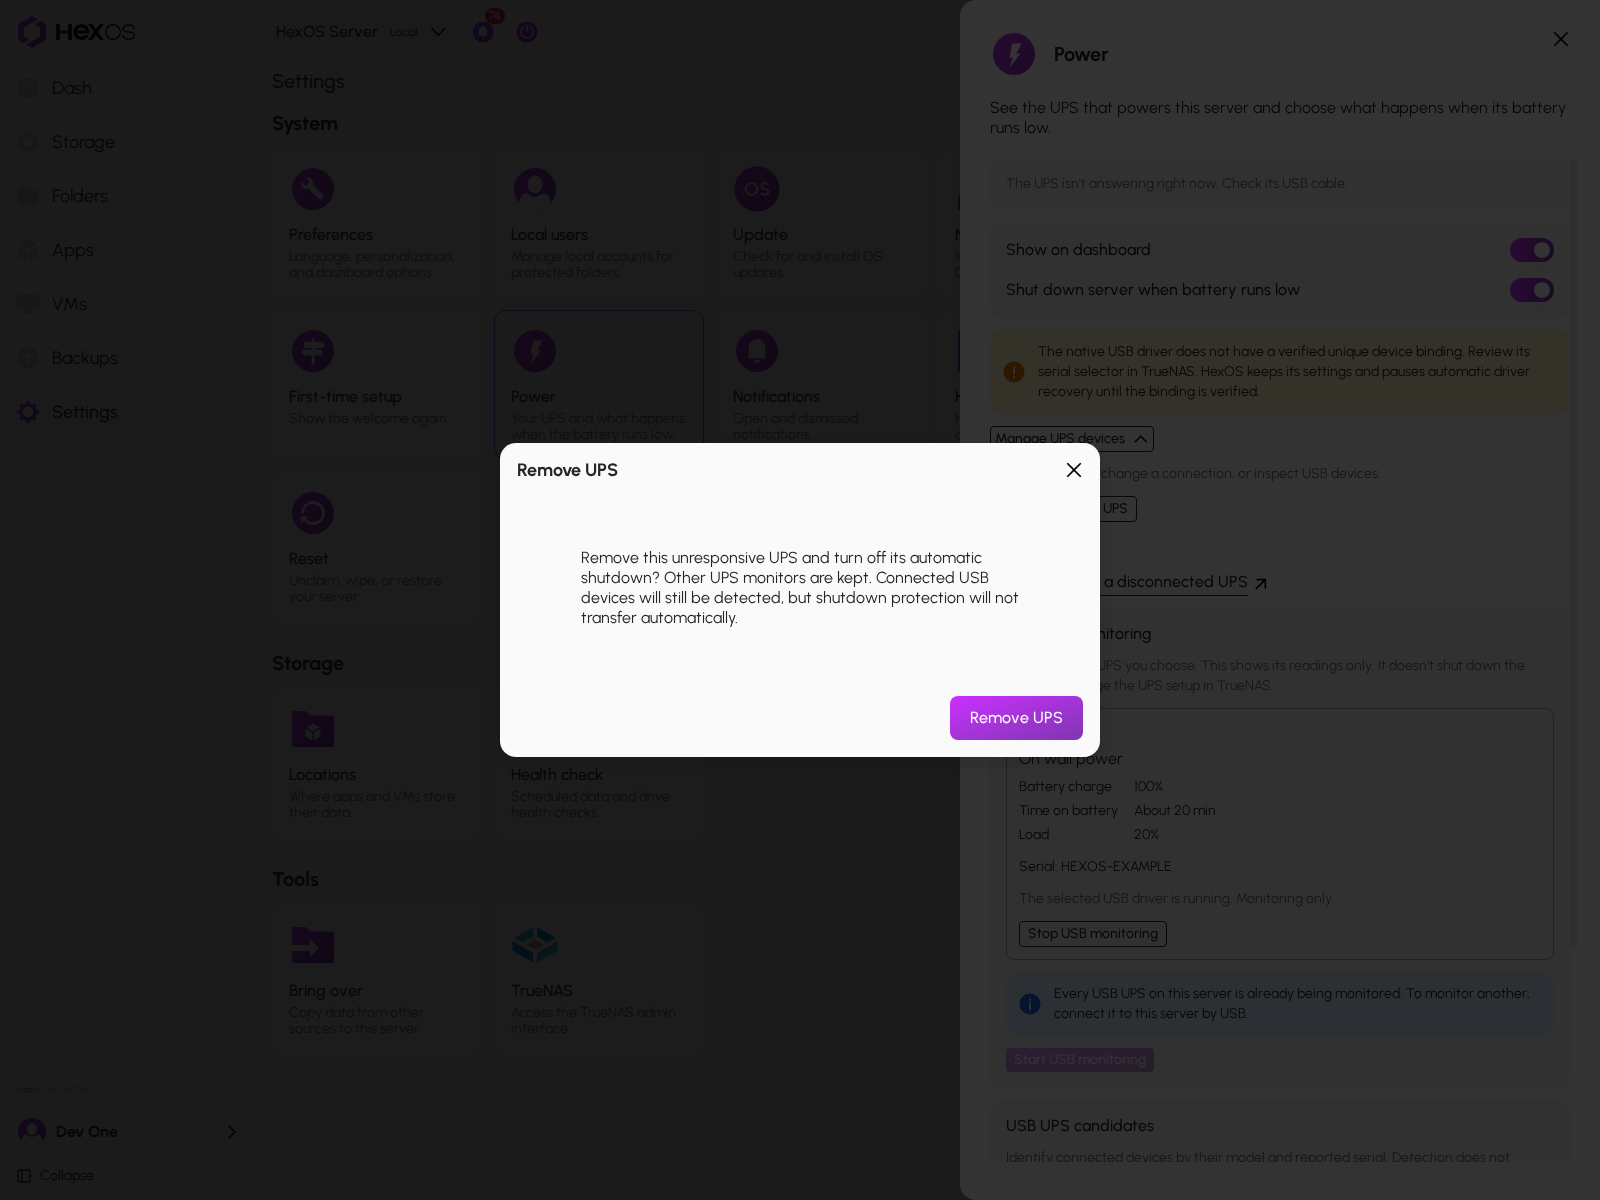 HexOS
HexOS Server Local
74
Dash
Storage
Folders
Apps
VMs
Backups
Settings
Settings
System
Preferences
Language, personalization,
and dashboard options.
Local users
Manage local accounts for
protected folders.
OS
Update
Check for and install OS
updates.
First-time setup
Show the welcome again.
Power
Your UPS and what happens
when the battery runs low.
Notifications
Open and dismissed
notifications.
Reset
Unclaim, wipe, or restore
your server.
Storage
Locations
Where apps and VMs store
their data.
Health check
Scheduled data and drive
health checks.
Tools
Bring over
Copy data from other
sources to this server.
TrueNAS
Access the TrueNAS admin
interface.
Dev One
Collapse
Power
See the UPS that powers this server and choose what happens when its battery
runs low.
The UPS isn't answering right now. Check its USB cable.
Show on dashboard
Shut down server when battery runs low
The native USB driver does not have a verified unique device binding. Review its
serial selector in TrueNAS. HexOS keeps its settings and pauses automatic driver
recovery until the binding is verified.
Manage UPS devices
change a connection, or inspect USB devices.
UPS
a disconnected UPS
UPS you choose. This shows its readings only. It doesn't shut down the
the UPS setup in TrueNAS.
On wall power
Battery charge 100%
Time on battery About 20 min
Load 20%
Serial: HEXOS-EXAMPLE
The selected USB driver is running. Monitoring only.
Stop USB monitoring
Every USB UPS on this server is already being monitored. To monitor another,
connect it to this server by USB.
Start USB monitoring
USB UPS candidates
Identify connected devices by their model and reported serial. Detection does not
Remove UPS
Remove this unresponsive UPS and turn off its automatic
shutdown? Other UPS monitors are kept. Connected USB
devices will still be detected, but shutdown protection will not
transfer automatically.
Remove UPS